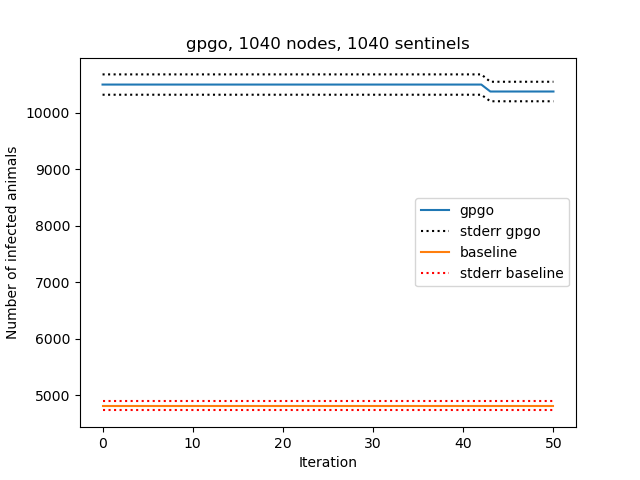 gpgo, 1040 nodes, 1040 sentinels
Number of infected animals
10000
9000
8000
7000
6000
5000
gpgo
stderr gpgo
baseline
stderr baseline
0 10 20 30 40 50
Iteration